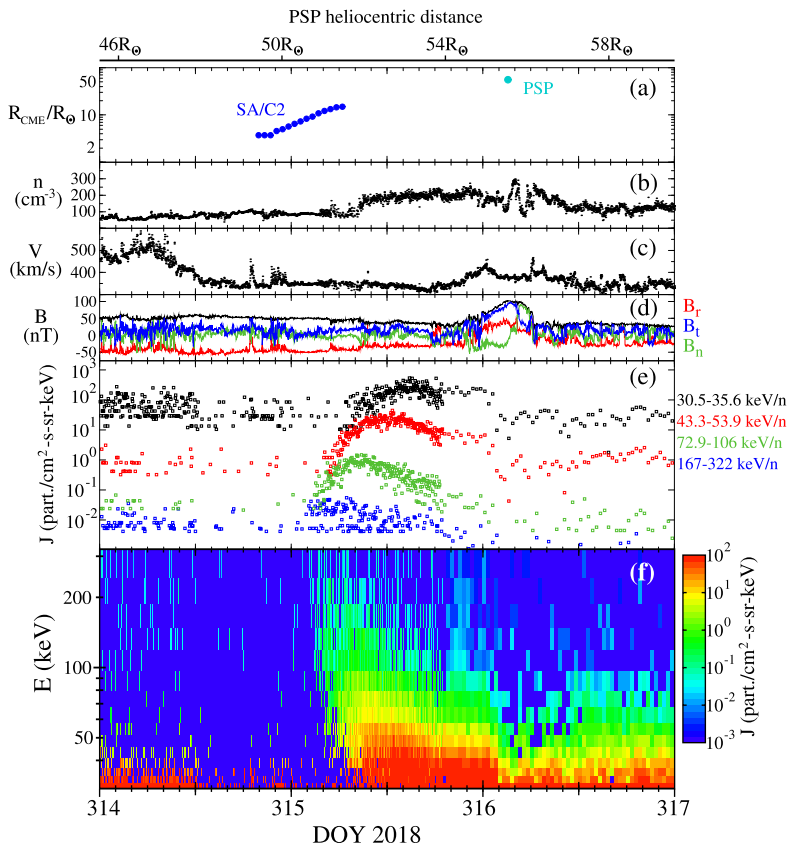 PSP heliocentric distance
46R☉ 50R☉ 54R☉ 58R☉
50
10
2
R_CME/R☉
SA/C2
PSP
(a)
300
200
100
n
(cm⁻³)
(b)
500
400
V
(km/s)
(c)
100
50
0
-50
B
(nT)
(d)
B_r
B_t
B_n
10³
10²
10¹
10⁰
10⁻¹
10⁻²
J (part./cm²-s-sr-keV)
(e)
30.5-35.6 keV/n
43.3-53.9 keV/n
72.9-106 keV/n
167-322 keV/n
200
100
50
E (keV)
(f)
10²
10¹
10⁰
10⁻¹
10⁻²
10⁻³
J (part./cm²-s-sr-keV)
314 315 316 317
DOY 2018